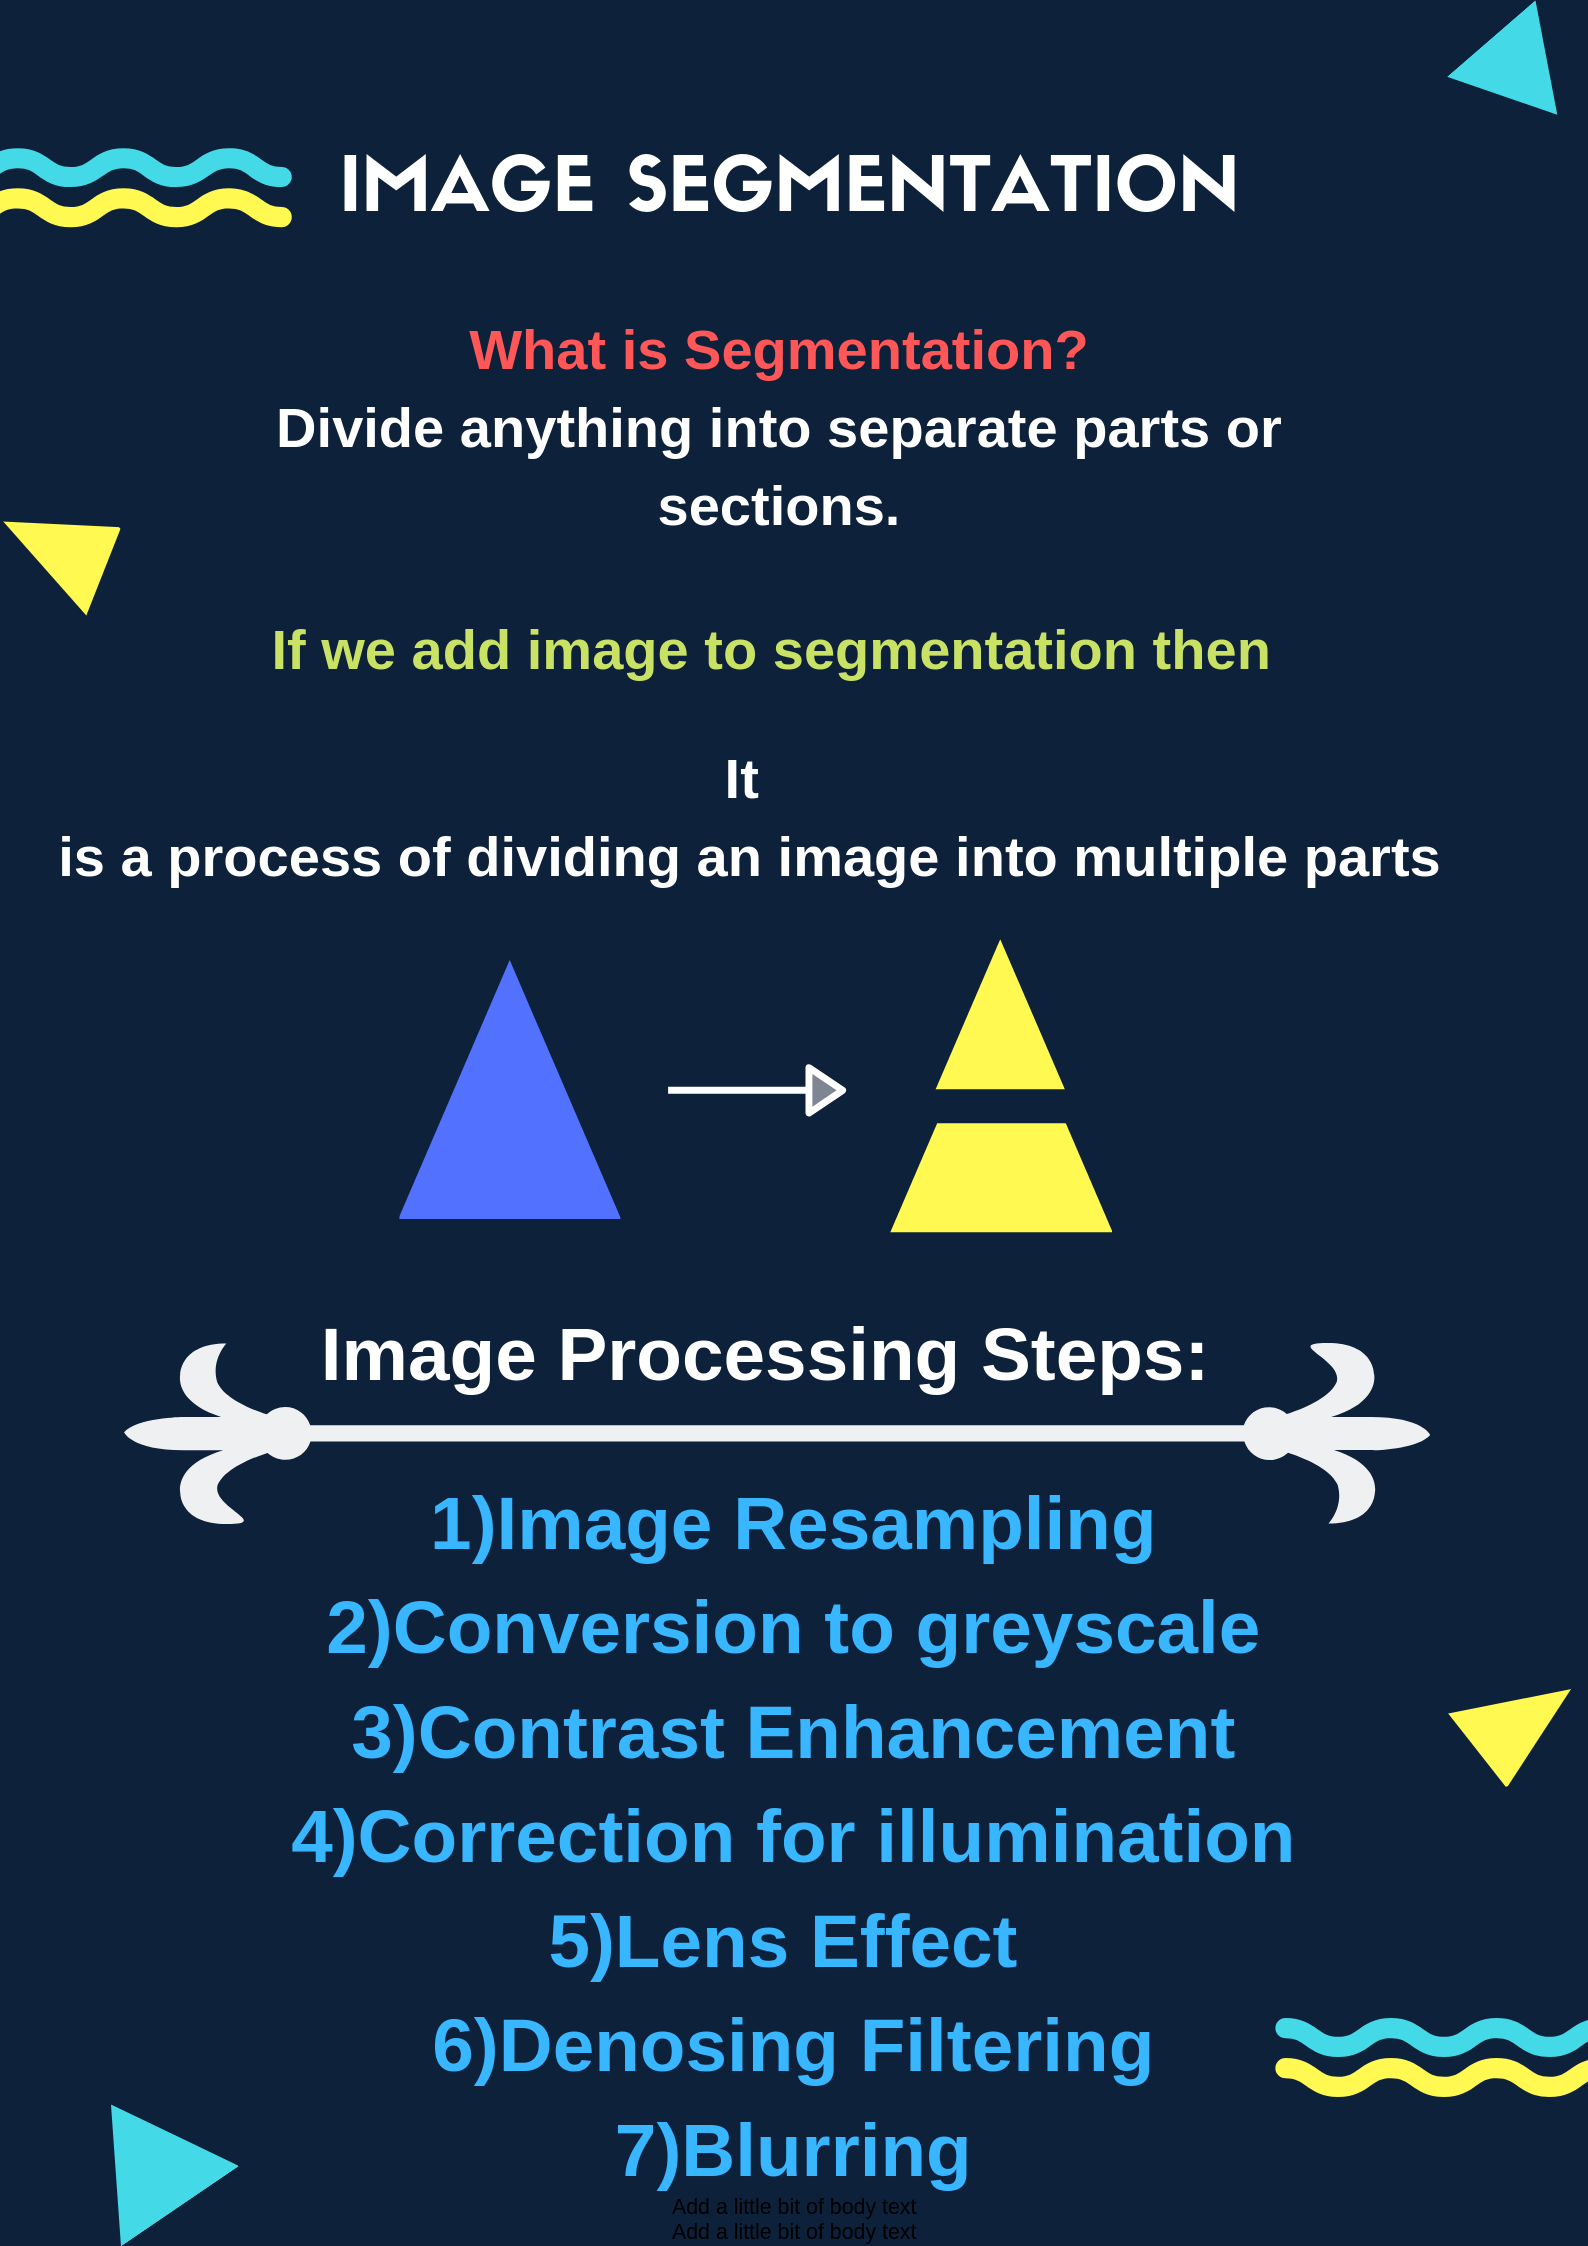 IMAGE SEGMENTATION
What is Segmentation?
Divide anything into separate parts or
sections.
If we add image to segmentation then
It
is a process of dividing an image into multiple parts
Image Processing Steps:
1)Image Resampling
2)Conversion to greyscale
3)Contrast Enhancement
4)Correction for illumination
5)Lens Effect
6)Denosing Filtering
7)Blurring
Add a little bit of body text
Add a little bit of body text